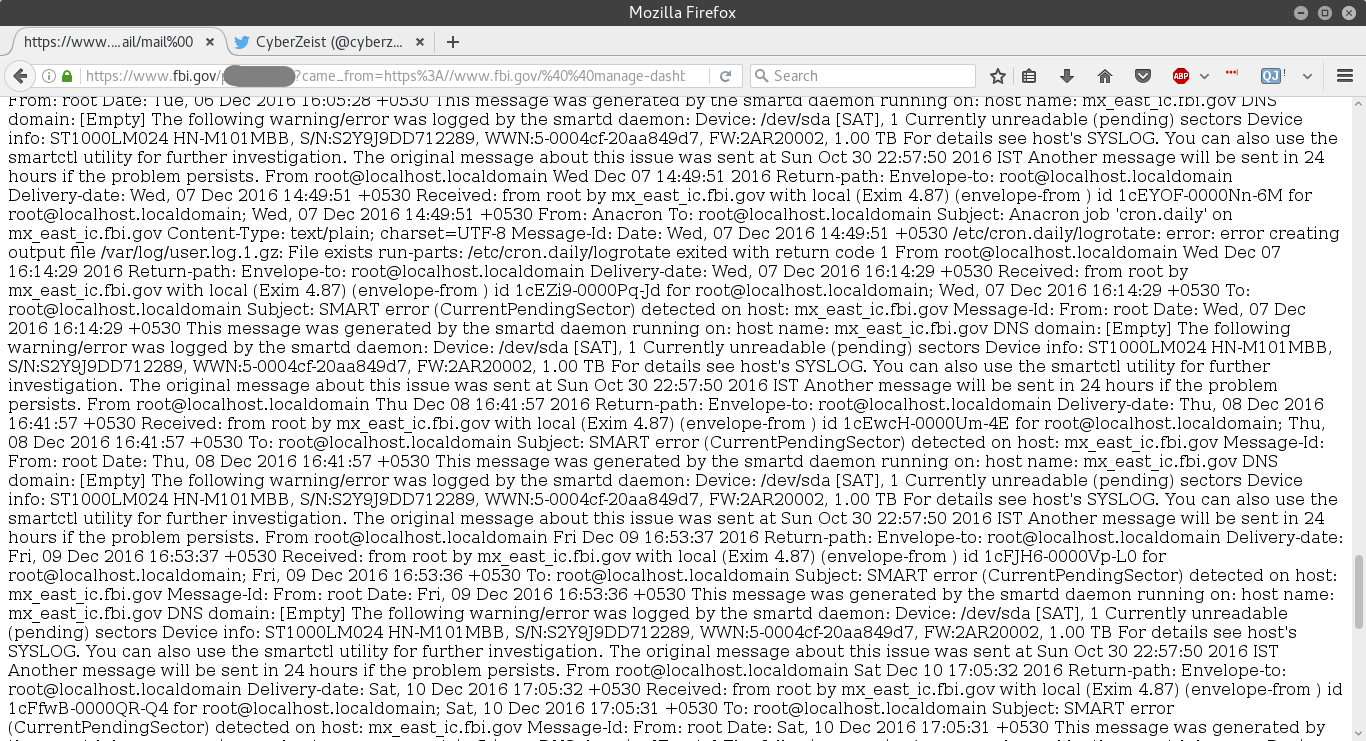 Mozilla Firefox
https://www....ail/mail%00
CyberZeist (@cyberz...
https://www.fbi.gov/p ?came_from=https%3A//www.fbi.gov/%40%40manage-dashb
Search
ABP
QJ!
From: root Date: Tue, 06 Dec 2016 16:05:28 +0530 This message was generated by the smartd daemon running on: host name: mx_east_ic.fbi.gov DNS
domain: [Empty] The following warning/error was logged by the smartd daemon: Device: /dev/sda [SAT], 1 Currently unreadable (pending) sectors Device
info: ST1000LM024 HN-M101MBB, S/N:S2Y9J9DD712289, WWN:5-0004cf-20aa849d7, FW:2AR20002, 1.00 TB For details see host's SYSLOG. You can also use the
smartctl utility for further investigation. The original message about this issue was sent at Sun Oct 30 22:57:50 2016 IST Another message will be sent in 24
hours if the problem persists. From root@localhost.localdomain Wed Dec 07 14:49:51 2016 Return-path: Envelope-to: root@localhost.localdomain
Delivery-date: Wed, 07 Dec 2016 14:49:51 +0530 Received: from root by mx_east_ic.fbi.gov with local (Exim 4.87) (envelope-from ) id 1cEYOF-0000Nn-6M for
root@localhost.localdomain; Wed, 07 Dec 2016 14:49:51 +0530 From: Anacron To: root@localhost.localdomain Subject: Anacron job 'cron.daily' on
mx_east_ic.fbi.gov Content-Type: text/plain; charset=UTF-8 Message-Id: Date: Wed, 07 Dec 2016 14:49:51 +0530 /etc/cron.daily/logrotate: error: error creating
output file /var/log/user.log.1.gz: File exists run-parts: /etc/cron.daily/logrotate exited with return code 1 From root@localhost.localdomain Wed Dec 07
16:14:29 2016 Return-path: Envelope-to: root@localhost.localdomain Delivery-date: Wed, 07 Dec 2016 16:14:29 +0530 Received: from root by
mx_east_ic.fbi.gov with local (Exim 4.87) (envelope-from ) id 1cEZi9-0000Pq-Jd for root@localhost.localdomain; Wed, 07 Dec 2016 16:14:29 +0530 To:
root@localhost.localdomain Subject: SMART error (CurrentPendingSector) detected on host: mx_east_ic.fbi.gov Message-Id: From: root Date: Wed, 07 Dec
2016 16:14:29 +0530 This message was generated by the smartd daemon running on: host name: mx_east_ic.fbi.gov DNS domain: [Empty] The following
warning/error was logged by the smartd daemon: Device: /dev/sda [SAT], 1 Currently unreadable (pending) sectors Device info: ST1000LM024 HN-M101MBB,
S/N:S2Y9J9DD712289, WWN:5-0004cf-20aa849d7, FW:2AR20002, 1.00 TB For details see host's SYSLOG. You can also use the smartctl utility for further
investigation. The original message about this issue was sent at Sun Oct 30 22:57:50 2016 IST Another message will be sent in 24 hours if the problem
persists. From root@localhost.localdomain Thu Dec 08 16:41:57 2016 Return-path: Envelope-to: root@localhost.localdomain Delivery-date: Thu, 08 Dec 2016
16:41:57 +0530 Received: from root by mx_east_ic.fbi.gov with local (Exim 4.87) (envelope-from ) id 1cEwcH-0000Um-4E for root@localhost.localdomain; Thu,
08 Dec 2016 16:41:57 +0530 To: root@localhost.localdomain Subject: SMART error (CurrentPendingSector) detected on host: mx_east_ic.fbi.gov Message-Id:
From: root Date: Thu, 08 Dec 2016 16:41:57 +0530 This message was generated by the smartd daemon running on: host name: mx_east_ic.fbi.gov DNS
domain: [Empty] The following warning/error was logged by the smartd daemon: Device: /dev/sda [SAT], 1 Currently unreadable (pending) sectors Device
info: ST1000LM024 HN-M101MBB, S/N:S2Y9J9DD712289, WWN:5-0004cf-20aa849d7, FW:2AR20002, 1.00 TB For details see host's SYSLOG. You can also use the
smartctl utility for further investigation. The original message about this issue was sent at Sun Oct 30 22:57:50 2016 IST Another message will be sent in 24
hours if the problem persists. From root@localhost.localdomain Fri Dec 09 16:53:37 2016 Return-path: Envelope-to: root@localhost.localdomain Delivery-date:
Fri, 09 Dec 2016 16:53:37 +0530 Received: from root by mx_east_ic.fbi.gov with local (Exim 4.87) (envelope-from ) id 1cFJH6-0000Vp-L0 for
root@localhost.localdomain; Fri, 09 Dec 2016 16:53:36 +0530 To: root@localhost.localdomain Subject: SMART error (CurrentPendingSector) detected on host:
mx_east_ic.fbi.gov Message-Id: From: root Date: Fri, 09 Dec 2016 16:53:36 +0530 This message was generated by the smartd daemon running on: host name:
mx_east_ic.fbi.gov DNS domain: [Empty] The following warning/error was logged by the smartd daemon: Device: /dev/sda [SAT], 1 Currently unreadable
(pending) sectors Device info: ST1000LM024 HN-M101MBB, S/N:S2Y9J9DD712289, WWN:5-0004cf-20aa849d7, FW:2AR20002, 1.00 TB For details see host's
SYSLOG. You can also use the smartctl utility for further investigation. The original message about this issue was sent at Sun Oct 30 22:57:50 2016 IST
Another message will be sent in 24 hours if the problem persists. From root@localhost.localdomain Sat Dec 10 17:05:32 2016 Return-path: Envelope-to:
root@localhost.localdomain Delivery-date: Sat, 10 Dec 2016 17:05:32 +0530 Received: from root by mx_east_ic.fbi.gov with local (Exim 4.87) (envelope-from ) id
1cFfwB-0000QR-Q4 for root@localhost.localdomain; Sat, 10 Dec 2016 17:05:31 +0530 To: root@localhost.localdomain Subject: SMART error
(CurrentPendingSector) detected on host: mx_east_ic.fbi.gov Message-Id: From: root Date: Sat, 10 Dec 2016 17:05:31 +0530 This message was generated by